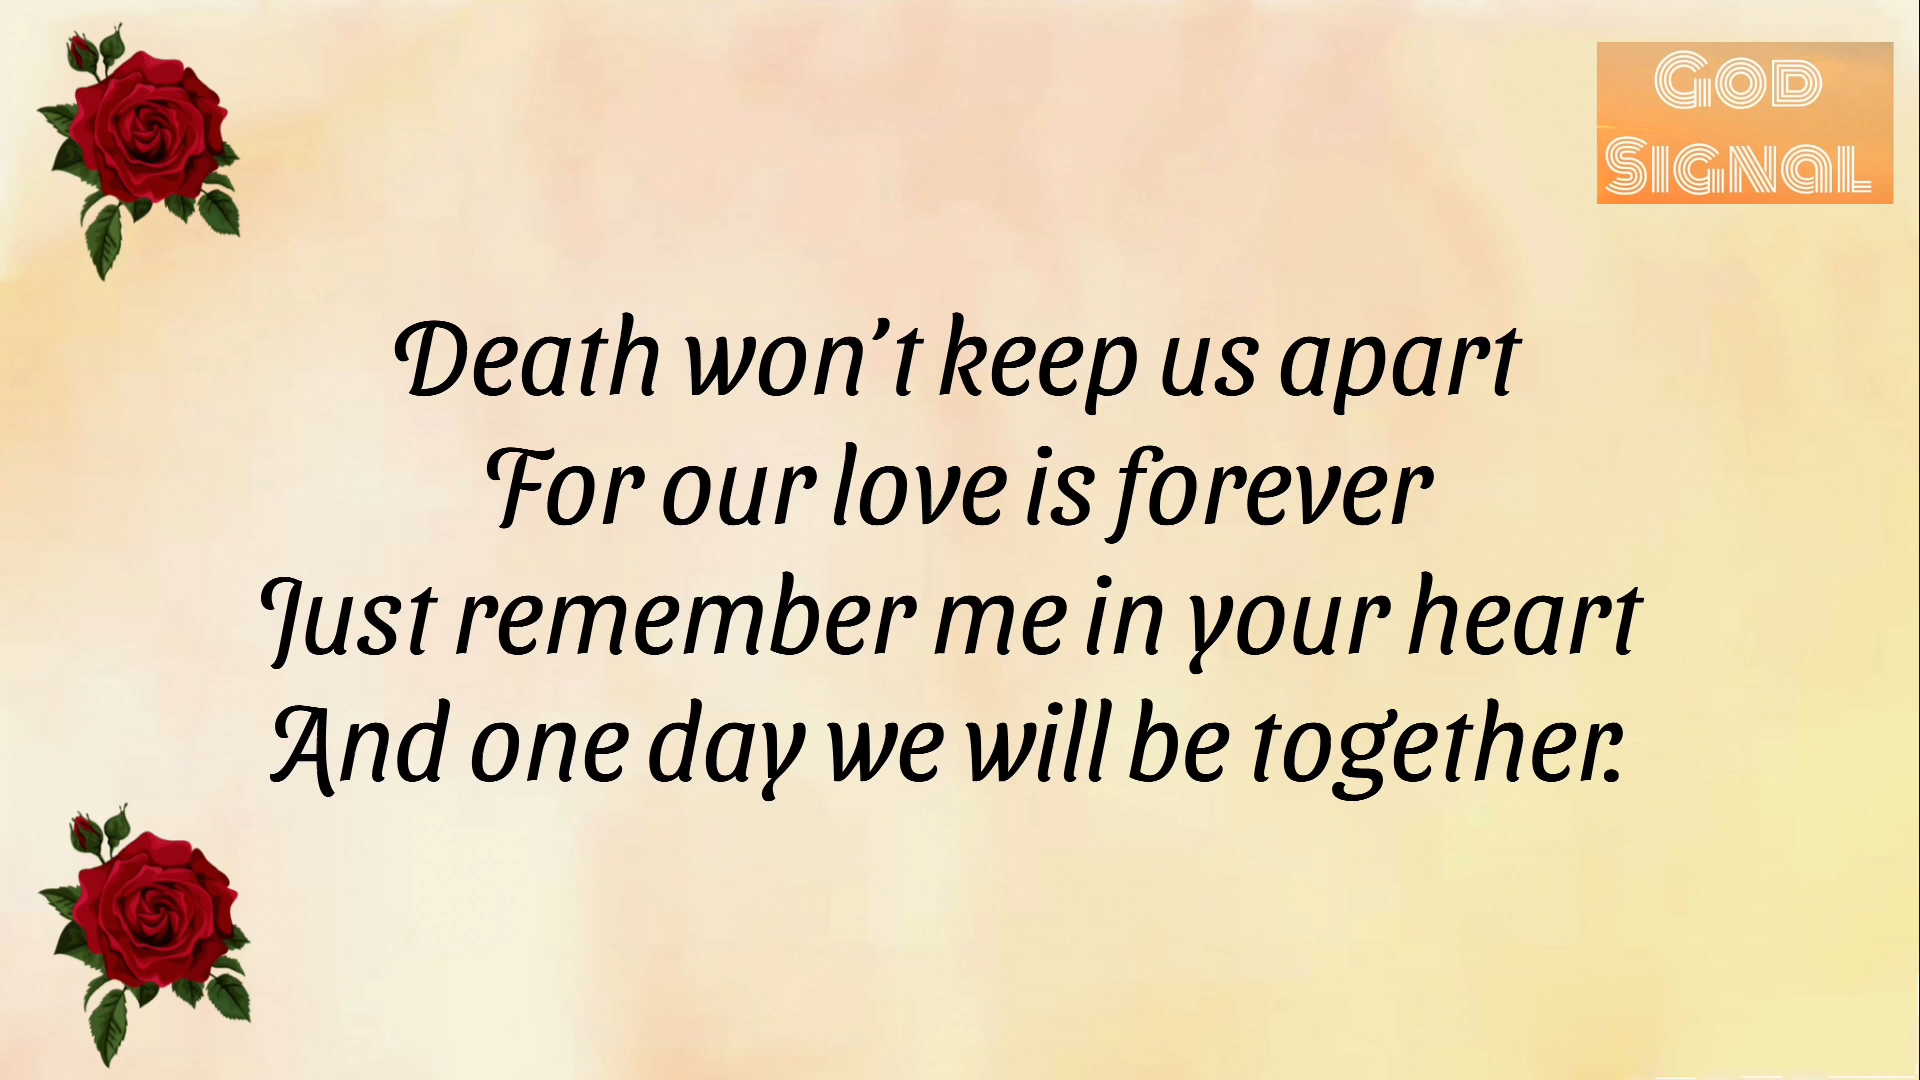 God
Signal
Death won’t keep us apart
For our love is forever
Just remember me in your heart
And one day we will be together.